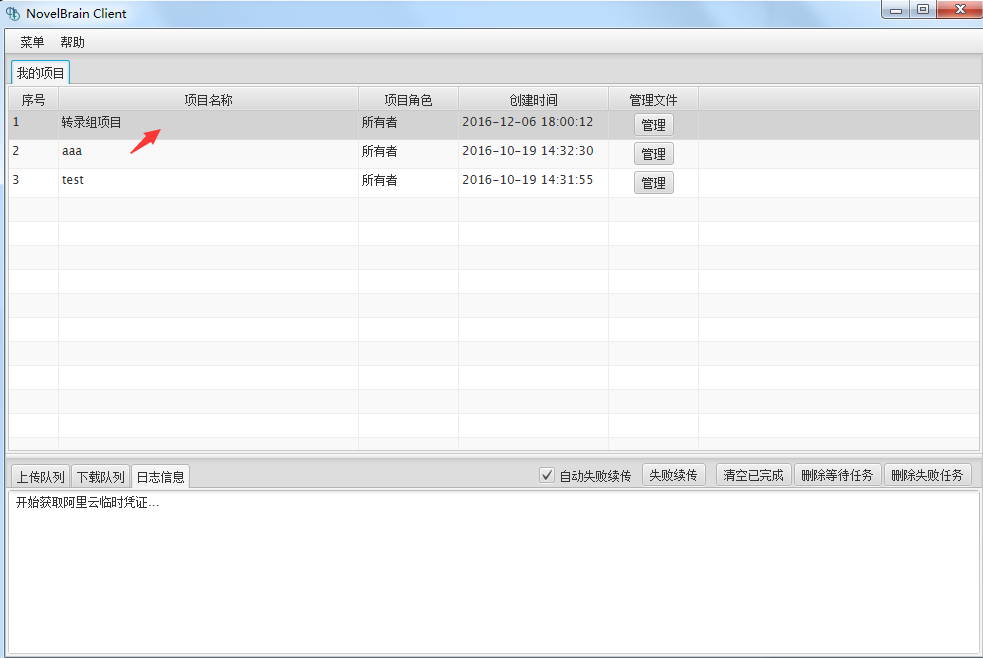 NovelBrain Client
菜单 帮助
我的项目
序号 项目名称 项目角色 创建时间 管理文件
1 转录组项目 所有者 2016-12-06 18:00:12 管理
2 aaa 所有者 2016-10-19 14:32:30 管理
3 test 所有者 2016-10-19 14:31:55 管理
上传队列 下载队列 日志信息 自动失败续传 失败续传 清空已完成 删除等待任务 删除失败任务
开始获取阿里云临时凭证...